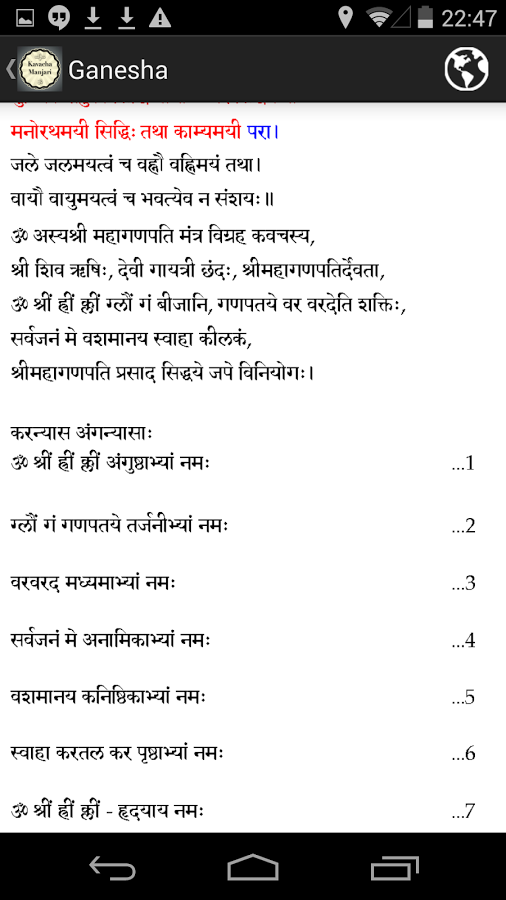 22:47
Kavacha
Manjari
Ganesha
मनोरथमयी सिद्धिः तथा काम्यमयी परा।
जले जलमयत्वं च वह्नौ वह्निमयं तथा।
वायौ वायुमयत्वं च भवत्येव न संशयः॥
ॐ अस्यश्री महागणपति मंत्र विग्रह कवचस्य,
श्री शिव ऋषिः, देवी गायत्री छंदः, श्रीमहागणपतिर्देवता,
ॐ श्रीं ह्रीं क्लीं ग्लौं गं बीजानि, गणपतये वर वरदेति शक्तिः,
सर्वजनं मे वशमानय स्वाहा कीलकं,
श्रीमहागणपति प्रसाद सिद्धये जपे विनियोगः।
करन्यास अंगन्यासाः
ॐ श्रीं ह्रीं क्लीं अंगुष्ठाभ्यां नमः ...1
ग्लौं गं गणपतये तर्जनीभ्यां नमः ...2
वरवरद मध्यमाभ्यां नमः ...3
सर्वजनं मे अनामिकाभ्यां नमः ...4
वशमानय कनिष्ठिकाभ्यां नमः ...5
स्वाहा करतल कर पृष्ठाभ्यां नमः ...6
ॐ श्रीं ह्रीं क्लीं - हृदयाय नमः ...7